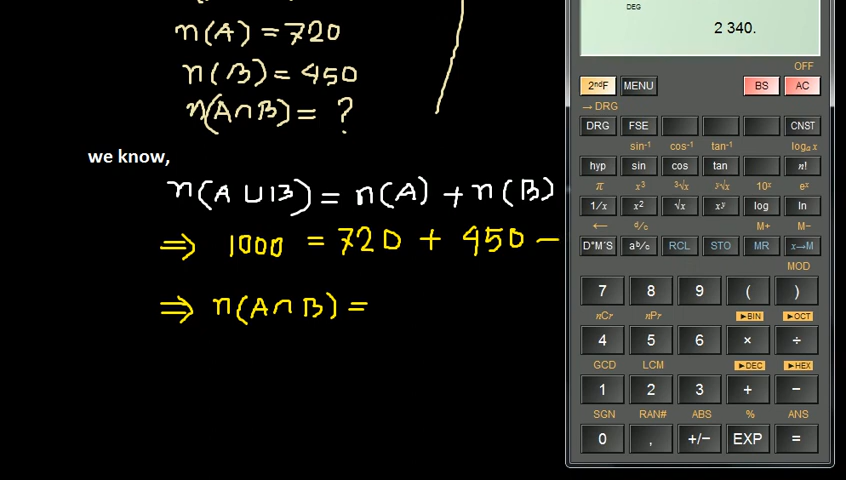 n(A) = 720
n(B) = 450
n(A∩B) = ?
we know,
n(A∪B) = n(A) + n(B)
⇒ 1000 = 720 + 450 −
⇒ n(A∩B) =
DEG
2 340.
OFF
2ndF MENU BS AC
→ DRG
DRG FSE CNST
sin⁻¹ cos⁻¹ tan⁻¹ logₐ x
hyp sin cos tan n!
π x³ ³√x ˣ√x 10ˣ eˣ
1/x x² √x xʸ log ln
← d/c M+ M−
D°M´S aᵇ/c RCL STO MR x→M
MOD
7 8 9 ( )
nCr nPr ►BIN ►OCT
4 5 6 × ÷
GCD LCM ►DEC ►HEX
1 2 3 + −
SGN RAN# ABS % ANS
0 , +/− EXP =